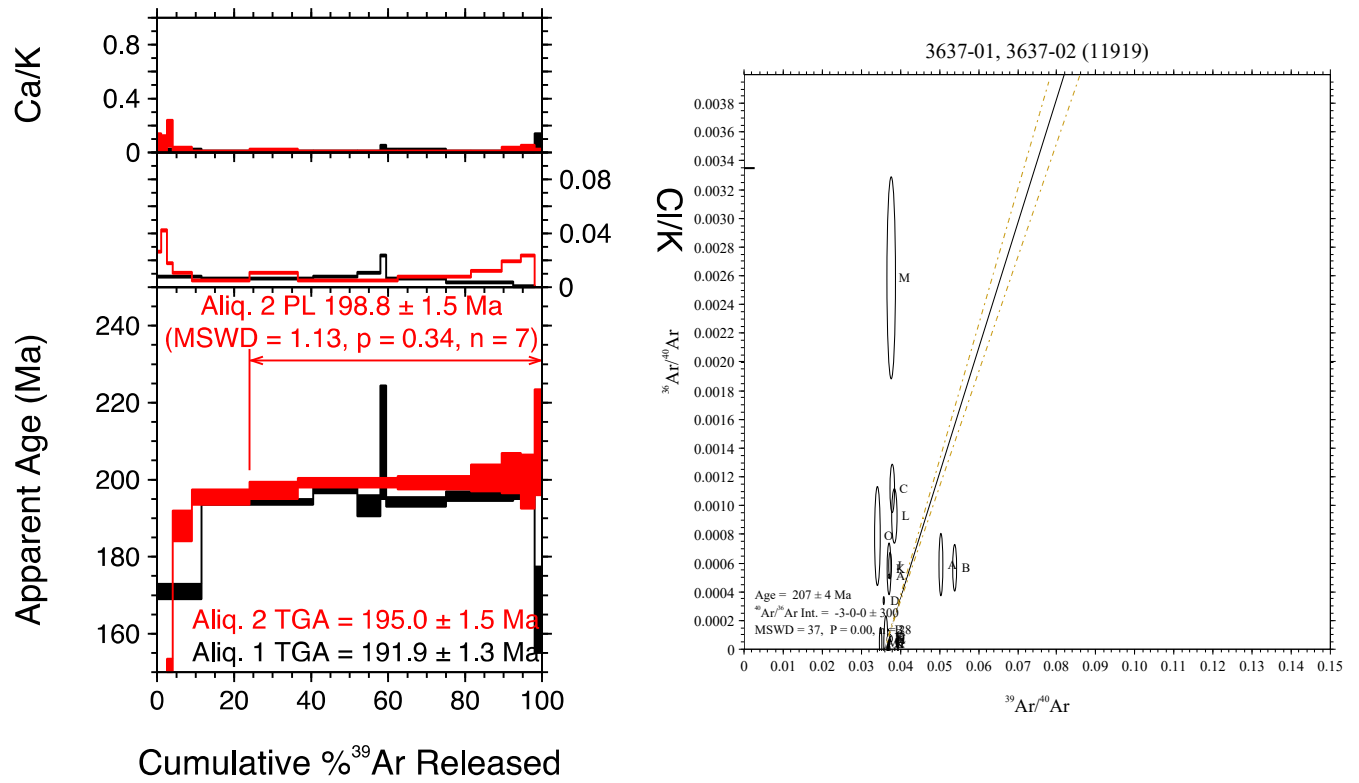 Ca/K
0.8
0.4
0
0.08
0.04
0
Cl/K
Apparent Age (Ma)
240
220
200
180
160
Aliq. 2 PL 198.8 ± 1.5 Ma
(MSWD = 1.13, p = 0.34, n = 7)
Aliq. 2 TGA = 195.0 ± 1.5 Ma
Aliq. 1 TGA = 191.9 ± 1.3 Ma
0 20 40 60 80 100
Cumulative %³⁹Ar Released
3637-01, 3637-02 (11919)
³⁶Ar/⁴⁰Ar
0.0038
0.0036
0.0034
0.0032
0.0030
0.0028
0.0026
0.0024
0.0022
0.0020
0.0018
0.0016
0.0014
0.0012
0.0010
0.0008
0.0006
0.0004
0.0002
0
M
C
L
O
A
B
K
A
D
Age = 207 ± 4 Ma
⁴⁰Ar/³⁶Ar Int. = -3-0-0 ± 300
MSWD = 37, P = 0.00,
0 0.01 0.02 0.03 0.04 0.05 0.06 0.07 0.08 0.09 0.10 0.11 0.12 0.13 0.14 0.15
³⁹Ar/⁴⁰Ar